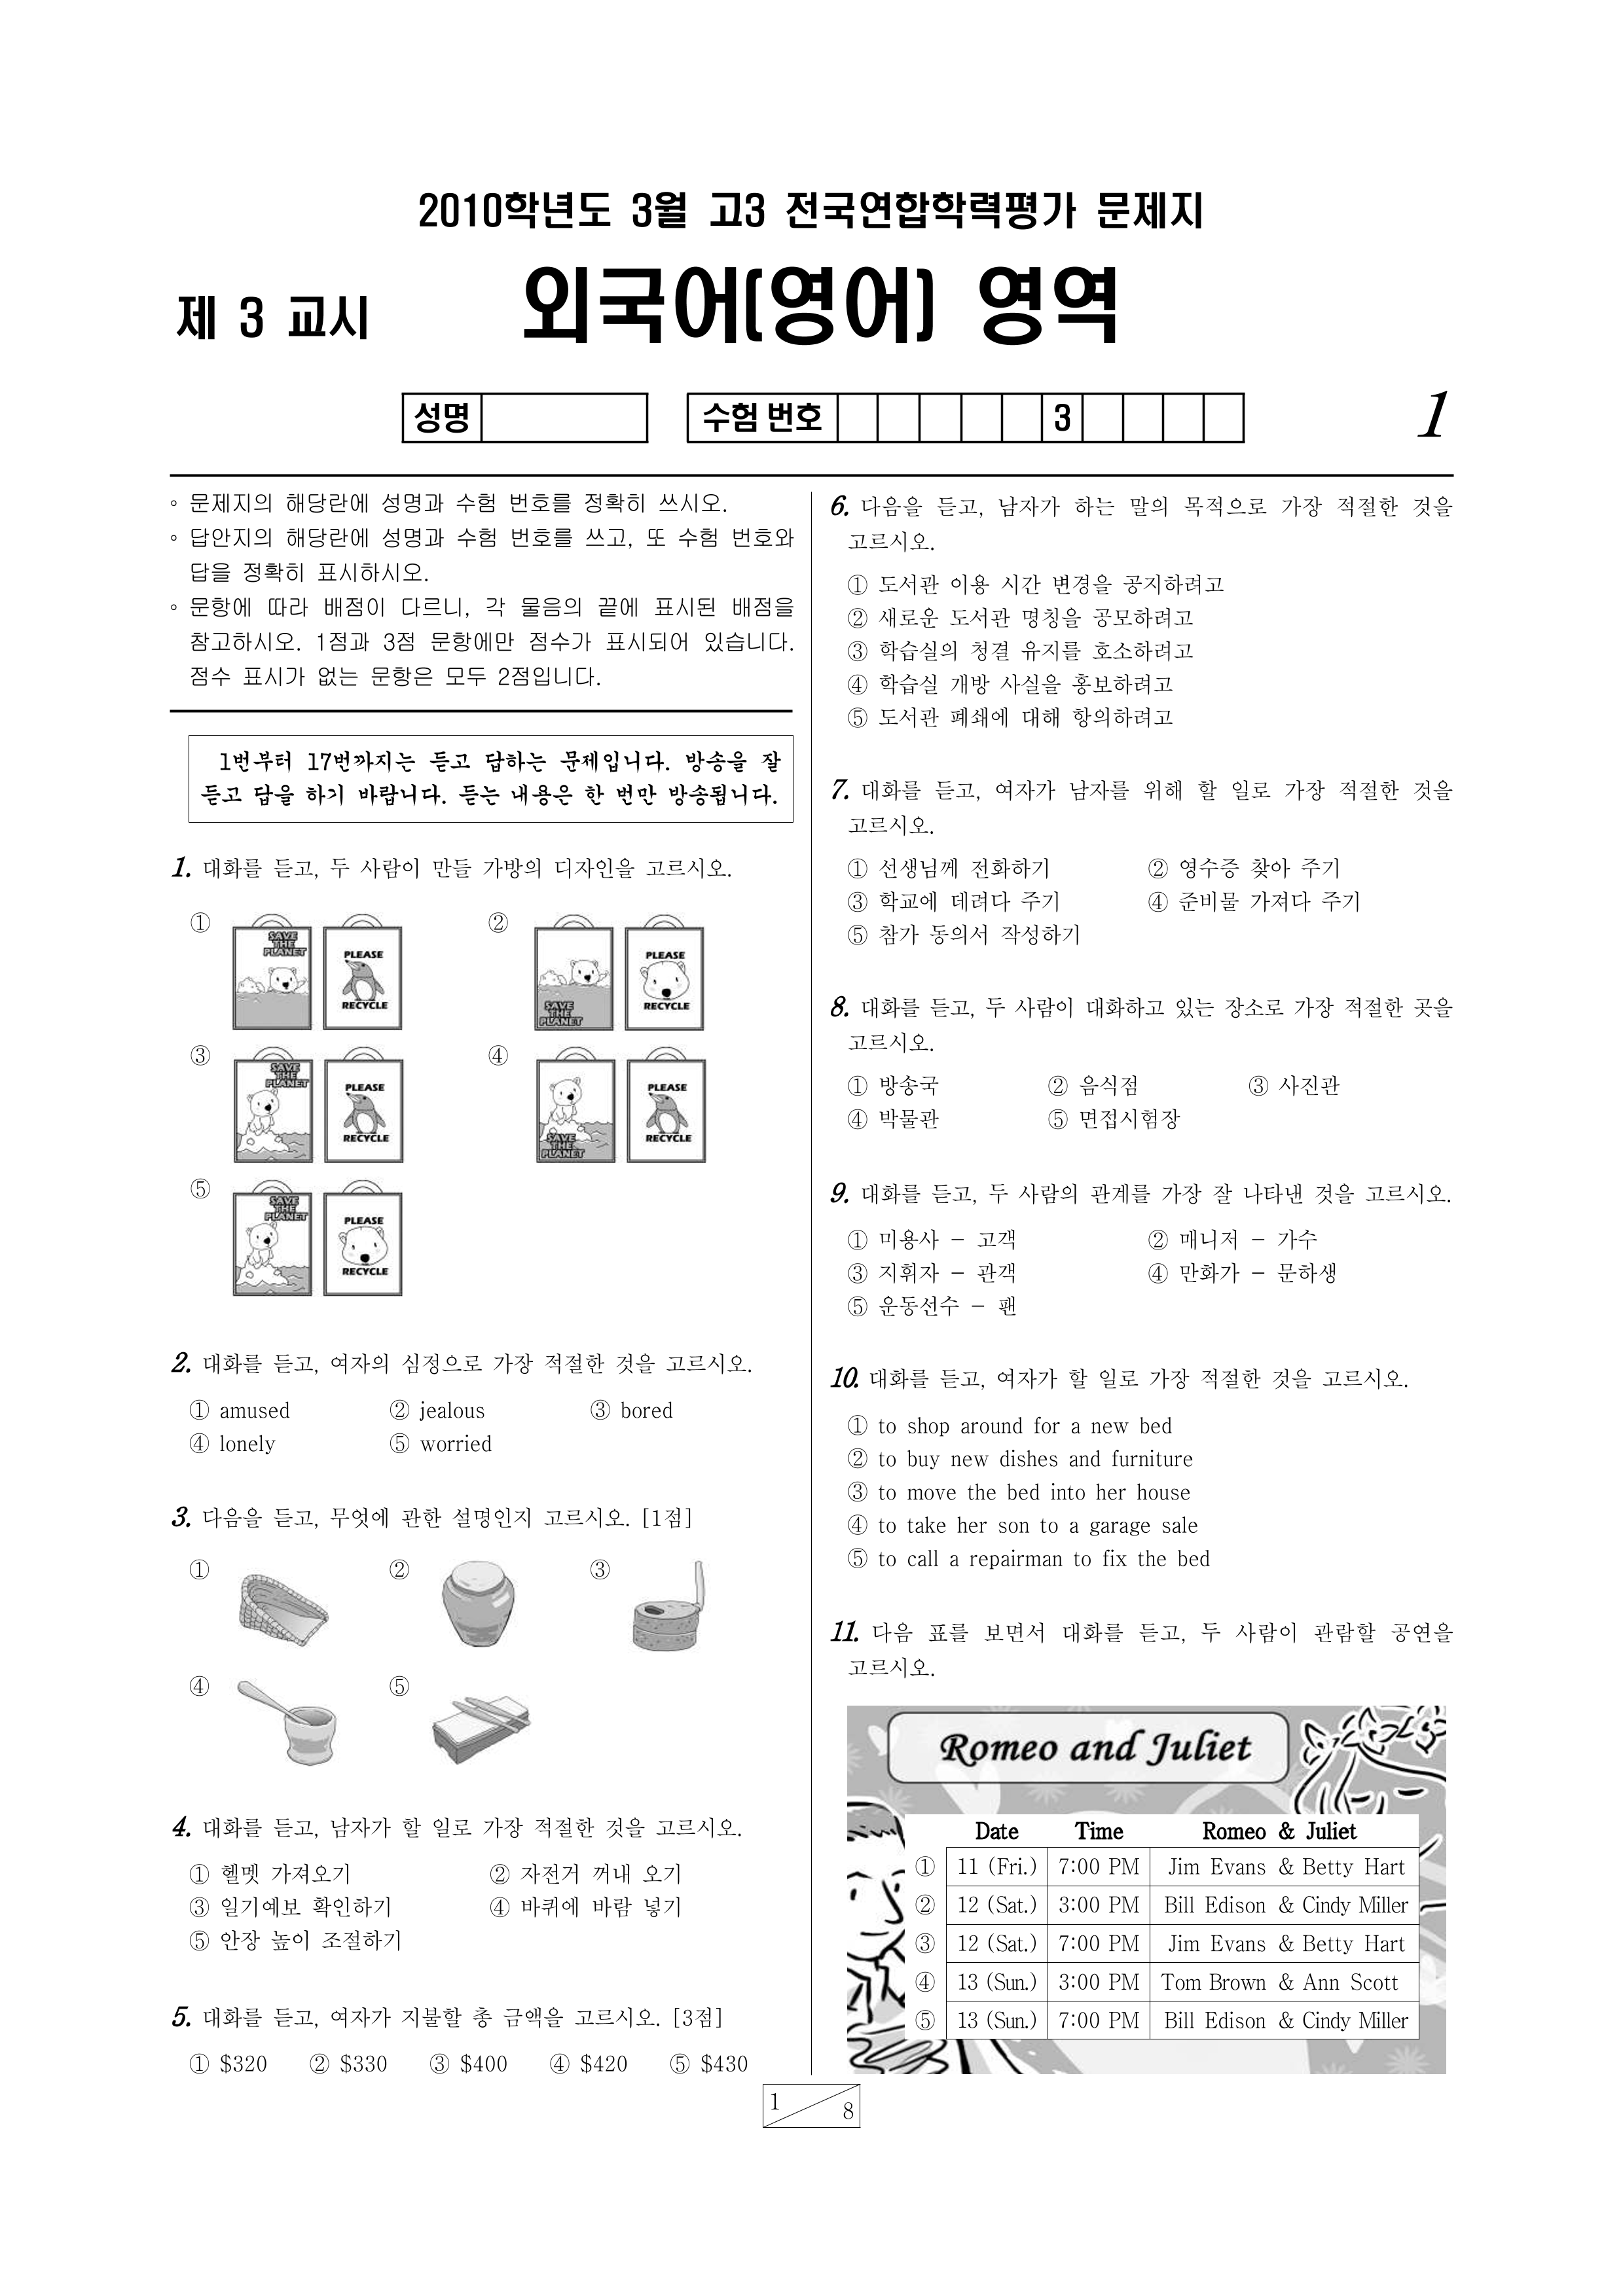 2010학년도 3월 고3 전국연합학력평가 문제지
제 3 교시
외국어(영어) 영역
성명
수험 번호
3
1
◦ 문제지의 해당란에 성명과 수험 번호를 정확히 쓰시오.
◦ 답안지의 해당란에 성명과 수험 번호를 쓰고, 또 수험 번호와
답을 정확히 표시하시오.
◦ 문항에 따라 배점이 다르니, 각 물음의 끝에 표시된 배점을
참고하시오. 1점과 3점 문항에만 점수가 표시되어 있습니다.
점수 표시가 없는 문항은 모두 2점입니다.
1번부터 17번까지는 듣고 답하는 문제입니다. 방송을 잘
듣고 답을 하기 바랍니다. 듣는 내용은 한 번만 방송됩니다.
1. 대화를 듣고, 두 사람이 만들 가방의 디자인을 고르시오.
①
SAVE
THE
PLANET
PLEASE
RECYCLE
②
SAVE
THE
PLANET
PLEASE
RECYCLE
③
SAVE
THE
PLANET
PLEASE
RECYCLE
④
SAVE
THE
PLANET
PLEASE
RECYCLE
⑤
SAVE
THE
PLANET
PLEASE
RECYCLE
2. 대화를 듣고, 여자의 심정으로 가장 적절한 것을 고르시오.
① amused ② jealous ③ bored
④ lonely ⑤ worried
3. 다음을 듣고, 무엇에 관한 설명인지 고르시오. [1점]
① ② ③
④ ⑤
4. 대화를 듣고, 남자가 할 일로 가장 적절한 것을 고르시오.
① 헬멧 가져오기 ② 자전거 꺼내 오기
③ 일기예보 확인하기 ④ 바퀴에 바람 넣기
⑤ 안장 높이 조절하기
5. 대화를 듣고, 여자가 지불할 총 금액을 고르시오. [3점]
① $320 ② $330 ③ $400 ④ $420 ⑤ $430
6. 다음을 듣고, 남자가 하는 말의 목적으로 가장 적절한 것을
고르시오.
① 도서관 이용 시간 변경을 공지하려고
② 새로운 도서관 명칭을 공모하려고
③ 학습실의 청결 유지를 호소하려고
④ 학습실 개방 사실을 홍보하려고
⑤ 도서관 폐쇄에 대해 항의하려고
7. 대화를 듣고, 여자가 남자를 위해 할 일로 가장 적절한 것을
고르시오.
① 선생님께 전화하기 ② 영수증 찾아 주기
③ 학교에 데려다 주기 ④ 준비물 가져다 주기
⑤ 참가 동의서 작성하기
8. 대화를 듣고, 두 사람이 대화하고 있는 장소로 가장 적절한 곳을
고르시오.
① 방송국 ② 음식점 ③ 사진관
④ 박물관 ⑤ 면접시험장
9. 대화를 듣고, 두 사람의 관계를 가장 잘 나타낸 것을 고르시오.
① 미용사 − 고객 ② 매니저 − 가수
③ 지휘자 − 관객 ④ 만화가 − 문하생
⑤ 운동선수 − 팬
10. 대화를 듣고, 여자가 할 일로 가장 적절한 것을 고르시오.
① to shop around for a new bed
② to buy new dishes and furniture
③ to move the bed into her house
④ to take her son to a garage sale
⑤ to call a repairman to fix the bed
11. 다음 표를 보면서 대화를 듣고, 두 사람이 관람할 공연을
고르시오.
Romeo and Juliet
Date Time Romeo & Juliet
① 11 (Fri.) 7:00 PM Jim Evans & Betty Hart
② 12 (Sat.) 3:00 PM Bill Edison & Cindy Miller
③ 12 (Sat.) 7:00 PM Jim Evans & Betty Hart
④ 13 (Sun.) 3:00 PM Tom Brown & Ann Scott
⑤ 13 (Sun.) 7:00 PM Bill Edison & Cindy Miller
1
8